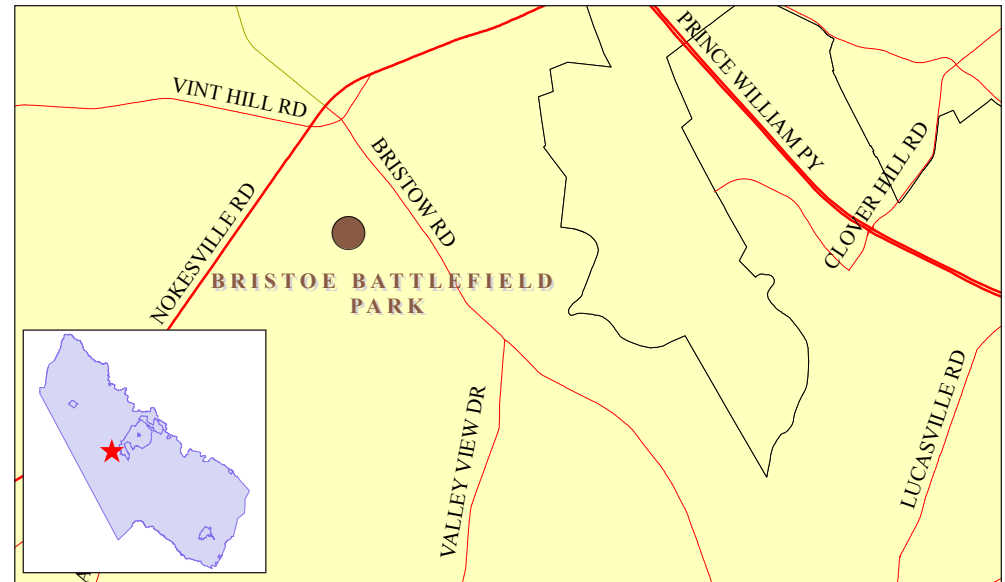 PRINCE WILLIAM PY
VINT HILL RD
BRISTOW RD
CLOVER HILL RD
NOKESVILLE RD
BRISTOE BATTLEFIELD
PARK
VALLEY VIEW DR
LUCASVILLE RD